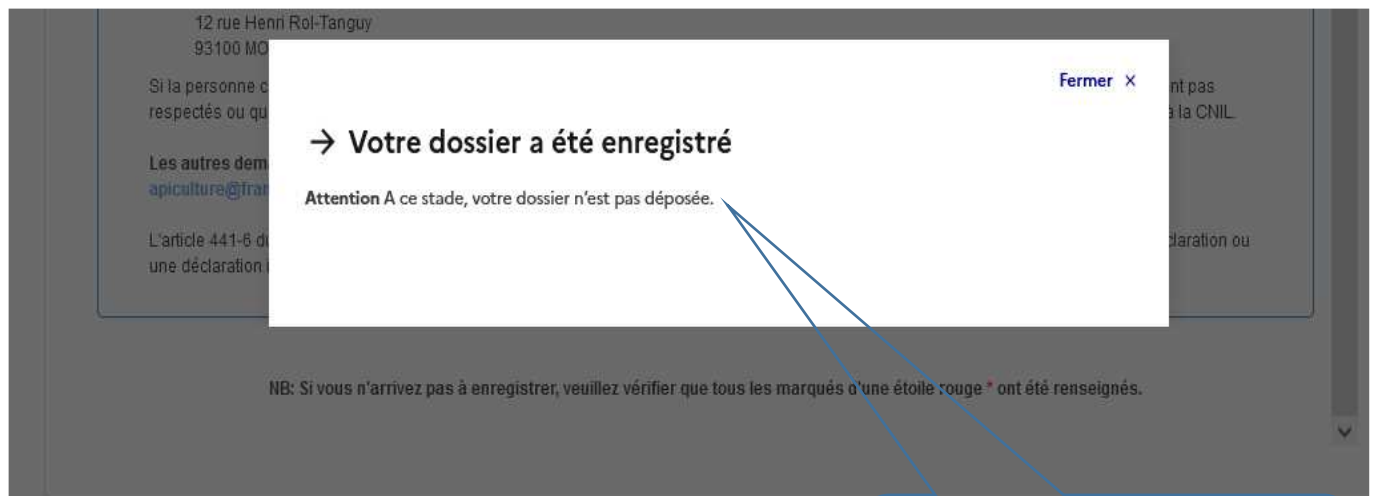 12 rue Henri Rol-Tanguy
93100 MO
Fermer ×
Si la personne c nt pas
respectés ou qu à la CNIL.
→ Votre dossier a été enregistré
Les autres dem
apiculture@fran
Attention A ce stade, votre dossier n'est pas déposée.
L'article 441-6 du claration ou
une déclaration i
NB: Si vous n'arrivez pas à enregistrer, veuillez vérifier que tous les marqués d'une étoile rouge * ont été renseignés.